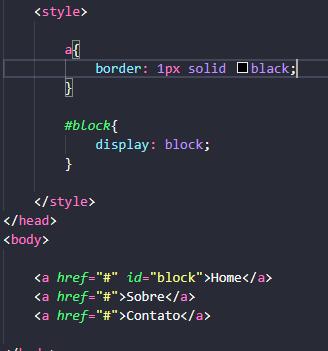 <style>
a{
border: 1px solid black;
}
#block{
display: block;
}
</style>
</head>
<body>
<a href="#" id="block">Home</a>
<a href="#">Sobre</a>
<a href="#">Contato</a>